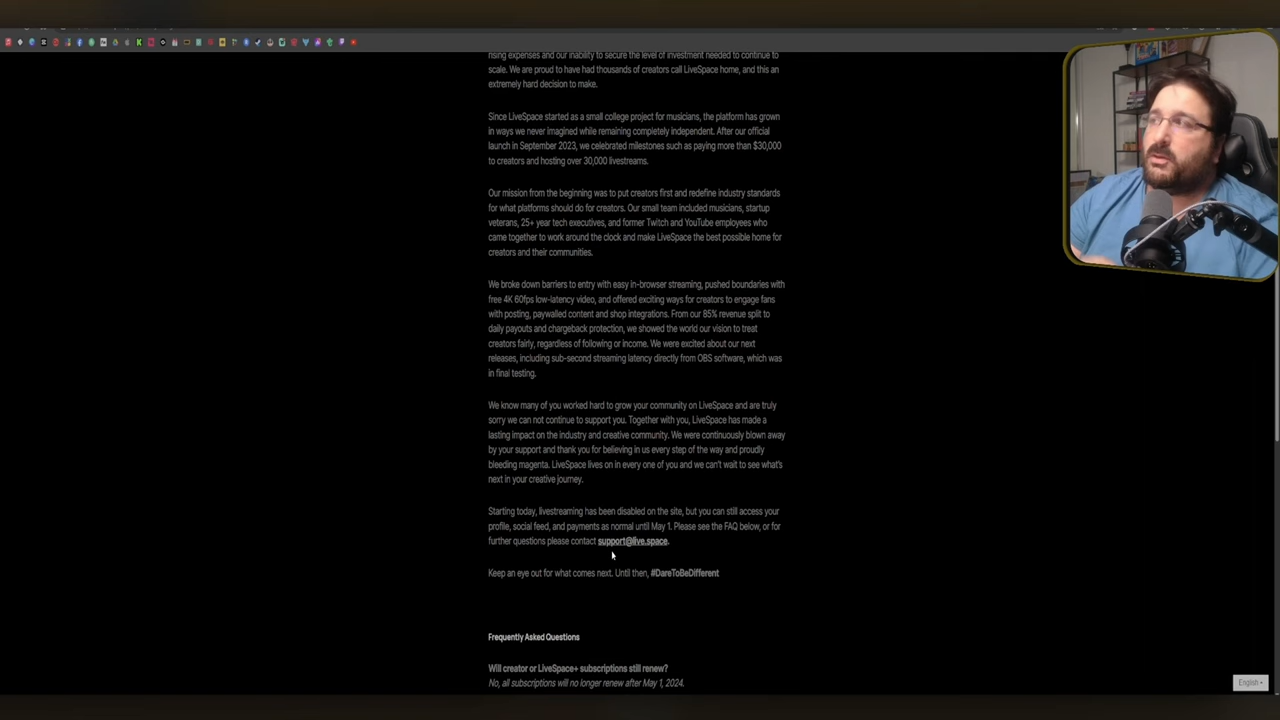 rising expenses and our inability to secure the level of investment needed to continue to
scale. We are proud to have had thousands of creators call LiveSpace home, and this an
extremely hard decision to make.
Since LiveSpace started as a small college project for musicians, the platform has grown
in ways we never imagined while remaining completely independent. After our official
launch in September 2023, we celebrated milestones such as paying more than $30,000
to creators and hosting over 30,000 livestreams.
Our mission from the beginning was to put creators first and redefine industry standards
for what platforms should do for creators. Our small team included musicians, startup
veterans, 25+ year tech executives, and former Twitch and YouTube employees who
came together to work around the clock and make LiveSpace the best possible home for
creators and their communities.
We broke down barriers to entry with easy in-browser streaming, pushed boundaries with
free 4K 60fps low-latency video, and offered exciting ways for creators to engage fans
with posting, paywalled content and shop integrations. From our 85% revenue split to
daily payouts and chargeback protection, we showed the world our vision to treat
creators fairly, regardless of following or income. We were excited about our next
releases, including sub-second streaming latency directly from OBS software, which was
in final testing.
We know many of you worked hard to grow your community on LiveSpace and are truly
sorry we can not continue to support you. Together with you, LiveSpace has made a
lasting impact on the industry and creative community. We were continuously blown away
by your support and thank you for believing in us every step of the way and proudly
bleeding magenta. LiveSpace lives on in every one of you and we can't wait to see what's
next in your creative journey.
Starting today, livestreaming has been disabled on the site, but you can still access your
profile, social feed, and payments as normal until May 1. Please see the FAQ below, or for
further questions please contact support@live.space.
Keep an eye out for what comes next. Until then, #DareToBeDifferent
Frequently Asked Questions
Will creator or LiveSpace+ subscriptions still renew?
No, all subscriptions will no longer renew after May 1, 2024.
English